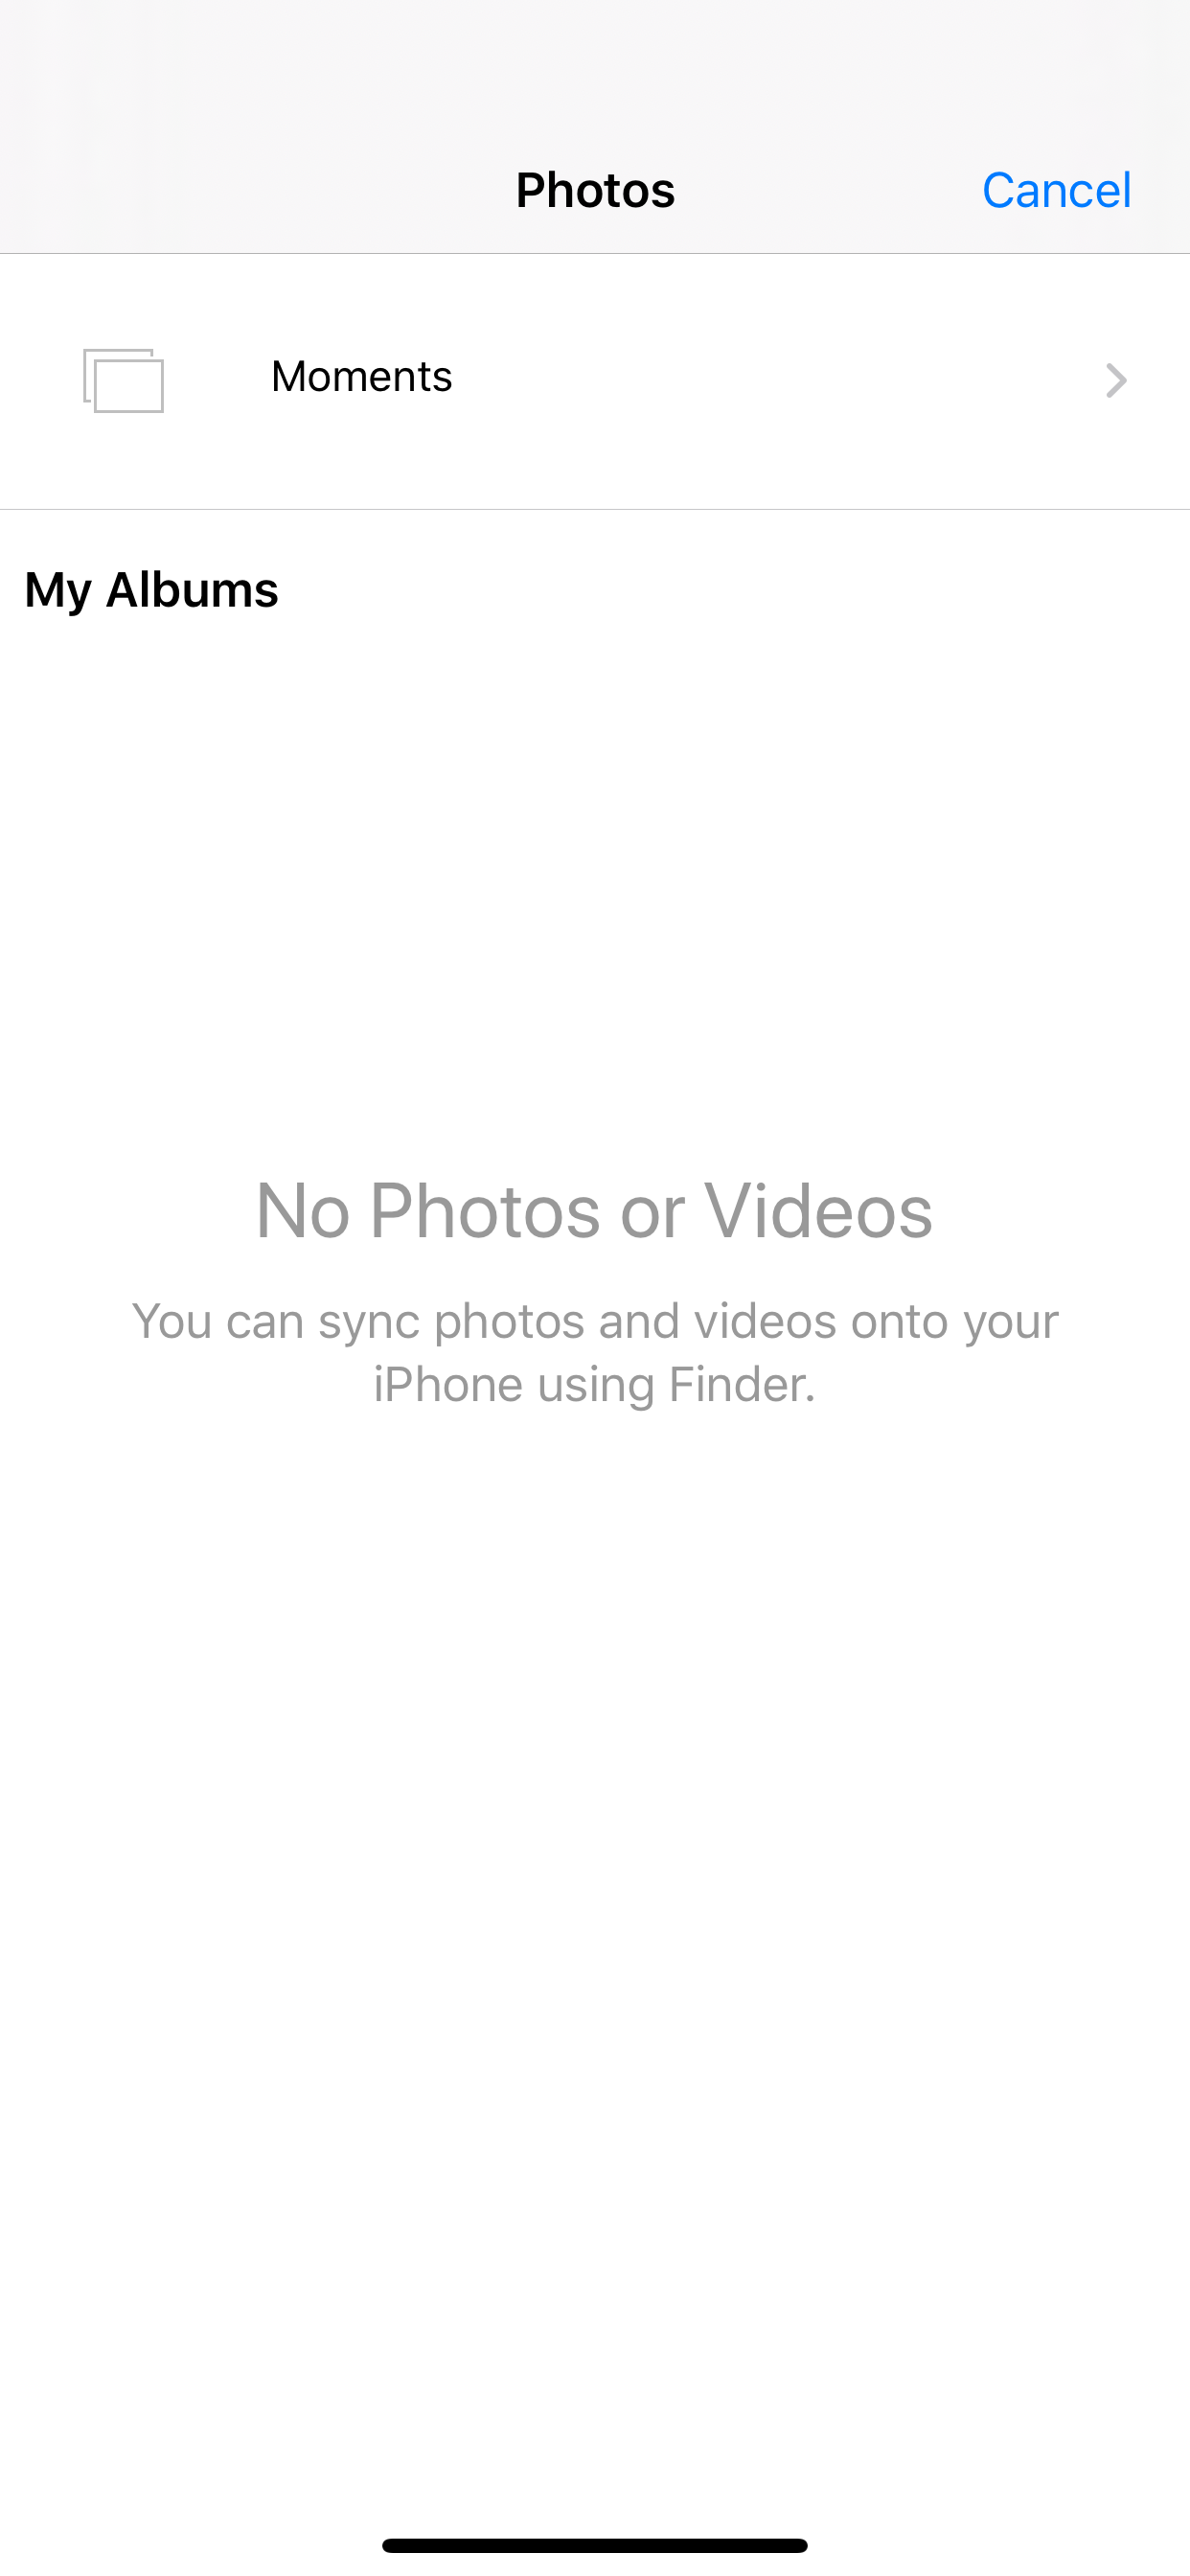 Photos
Cancel
Moments
My Albums
No Photos or Videos
You can sync photos and videos onto your
iPhone using Finder.